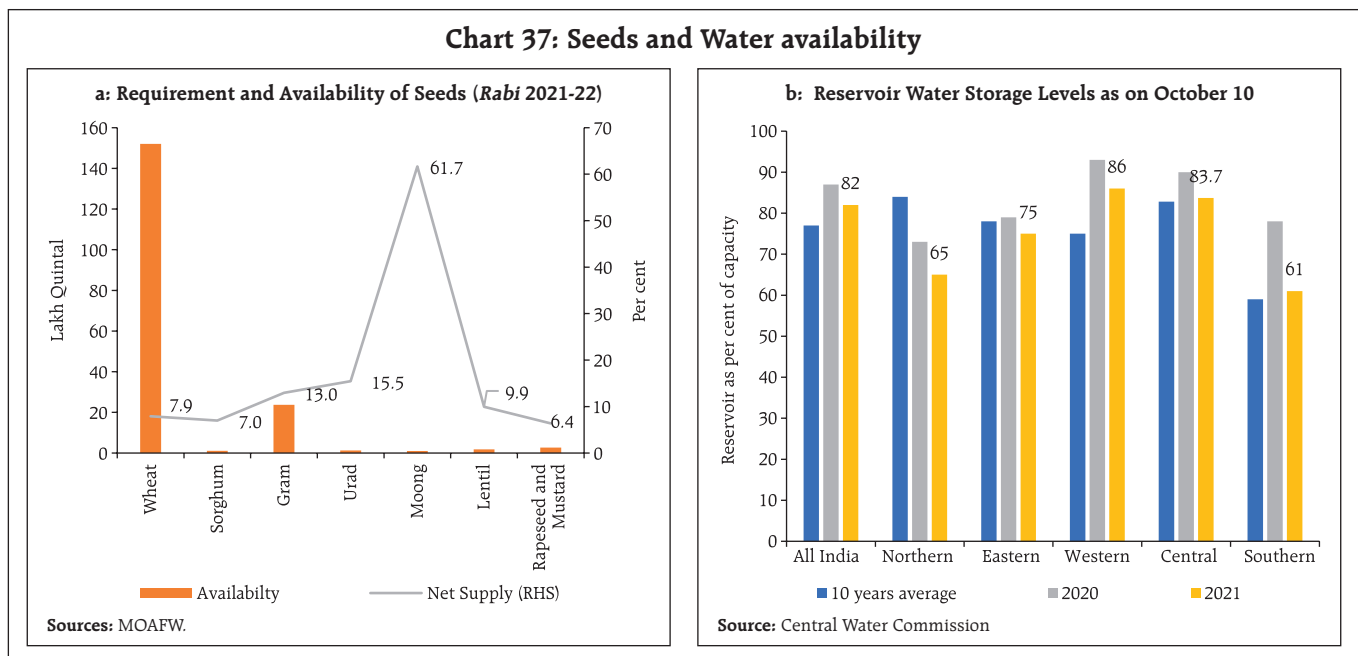 Chart 37: Seeds and Water availability
a: Requirement and Availability of Seeds (Rabi 2021-22)
160
140
120
100
80
60
40
20
0
Lakh Quintal
70
60
50
40
30
20
10
0
Per cent
7.9
7.0
13.0
15.5
61.7
9.9
6.4
Wheat
Sorghum
Gram
Urad
Moong
Lentil
Rapeseed and
Mustard
Availabilty
Net Supply (RHS)
Sources: MOAFW.
b: Reservoir Water Storage Levels as on October 10
100
90
80
70
60
50
40
30
20
10
0
Reservoir as per cent of capacity
82
65
75
86
83.7
61
All India
Northern
Eastern
Western
Central
Southern
10 years average
2020
2021
Source: Central Water Commission